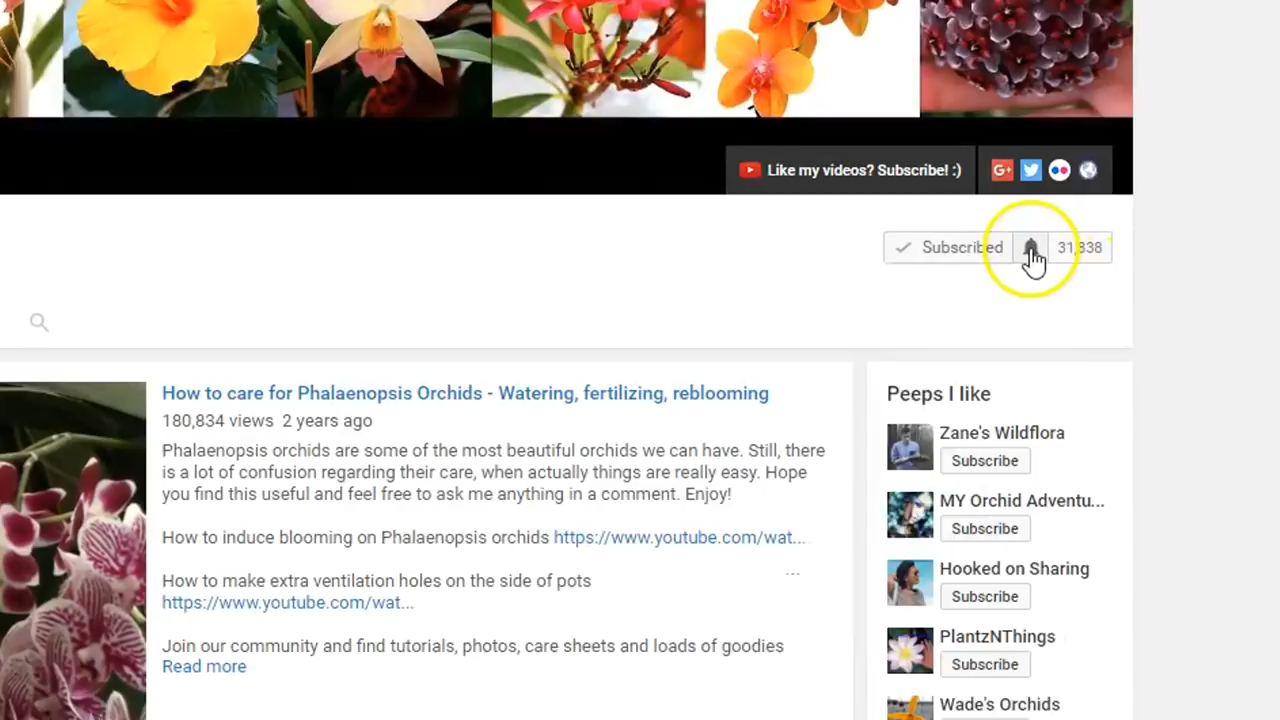 Like my videos? Subscribe! :)
G+
Subscribed
31,838
How to care for Phalaenopsis Orchids - Watering, fertilizing, reblooming
180,834 views 2 years ago
Phalaenopsis orchids are some of the most beautiful orchids we can have. Still, there
is a lot of confusion regarding their care, when actually things are really easy. Hope
you find this useful and feel free to ask me anything in a comment. Enjoy!
How to induce blooming on Phalaenopsis orchids https://www.youtube.com/wat...
How to make extra ventilation holes on the side of pots
https://www.youtube.com/wat...
Join our community and find tutorials, photos, care sheets and loads of goodies
...
Read more
Peeps I like
Zane's Wildflora
Subscribe
MY Orchid Adventu...
Subscribe
Hooked on Sharing
Subscribe
PlantzNThings
Subscribe
Wade's Orchids